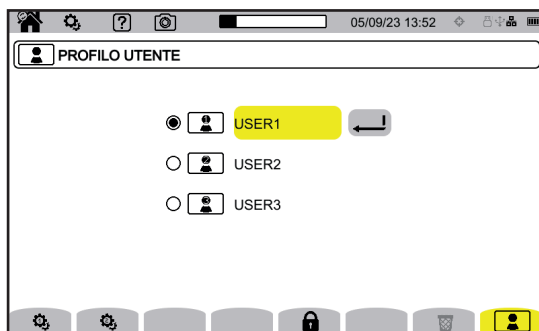 05/09/23 13:52
PROFILO UTENTE
USER1
USER2
USER3